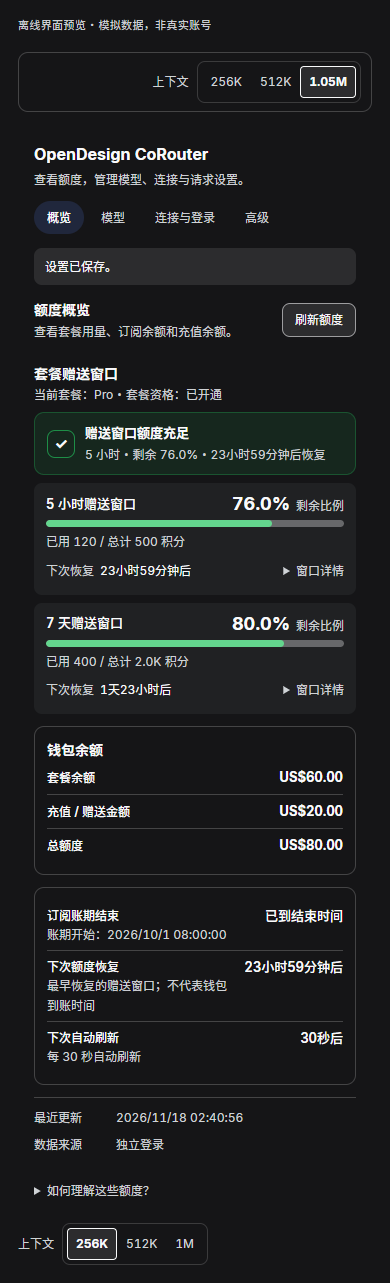 离线界面预览 · 模拟数据，非真实账号
上下文 256K 512K 1.05M
OpenDesign CoRouter
查看额度，管理模型、连接与请求设置。
概览 模型 连接与登录 高级
设置已保存。
额度概览
查看套餐用量、订阅余额和充值余额。
刷新额度
套餐赠送窗口
当前套餐：Pro · 套餐资格：已开通
赠送窗口额度充足
5 小时 · 剩余 76.0% · 23小时59分钟后恢复
5 小时赠送窗口 76.0% 剩余比例
已用 120 / 总计 500 积分
下次恢复 23小时59分钟后 ▶ 窗口详情
7 天赠送窗口 80.0% 剩余比例
已用 400 / 总计 2.0K 积分
下次恢复 1天23小时后 ▶ 窗口详情
钱包余额
套餐余额 US$60.00
充值 / 赠送金额 US$20.00
总额度 US$80.00
订阅账期结束 已到结束时间
账期开始：2026/10/1 08:00:00
下次额度恢复 23小时59分钟后
最早恢复的赠送窗口；不代表钱包
到账时间
下次自动刷新 30秒后
每 30 秒自动刷新
最近更新 2026/11/18 02:40:56
数据来源 独立登录
▶ 如何理解这些额度？
上下文 256K 512K 1M